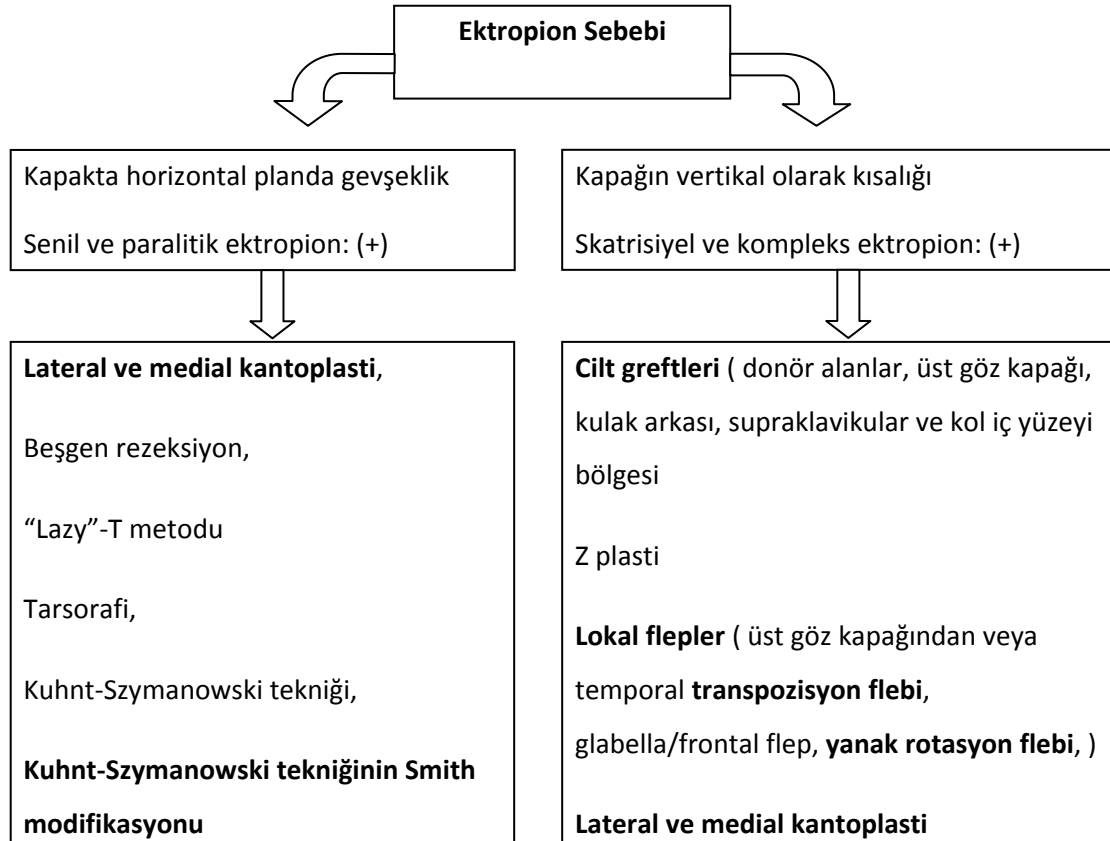 Ektropion Sebebi
Kapakta horizontal planda gevşeklik
Senil ve paralitik ektropion: (+)
Kapağın vertikal olarak kısalığı
Skatrisiyel ve kompleks ektropion: (+)
Lateral ve medial kantoplasti,
Beşgen rezeksiyon,
“Lazy”-T metodu
Tarsorafi,
Kuhnt-Szymanowski tekniği,
Kuhnt-Szymanowski tekniğinin Smith
modifikasyonu
Cilt greftleri ( donör alanlar, üst göz kapağı,
kulak arkası, supraklavikular ve kol iç yüzeyi
bölgesi
Z plasti
Lokal flepler ( üst göz kapağından veya
temporal transpozisyon flebi,
glabella/frontal flep, yanak rotasyon flebi, )
Lateral ve medial kantoplasti